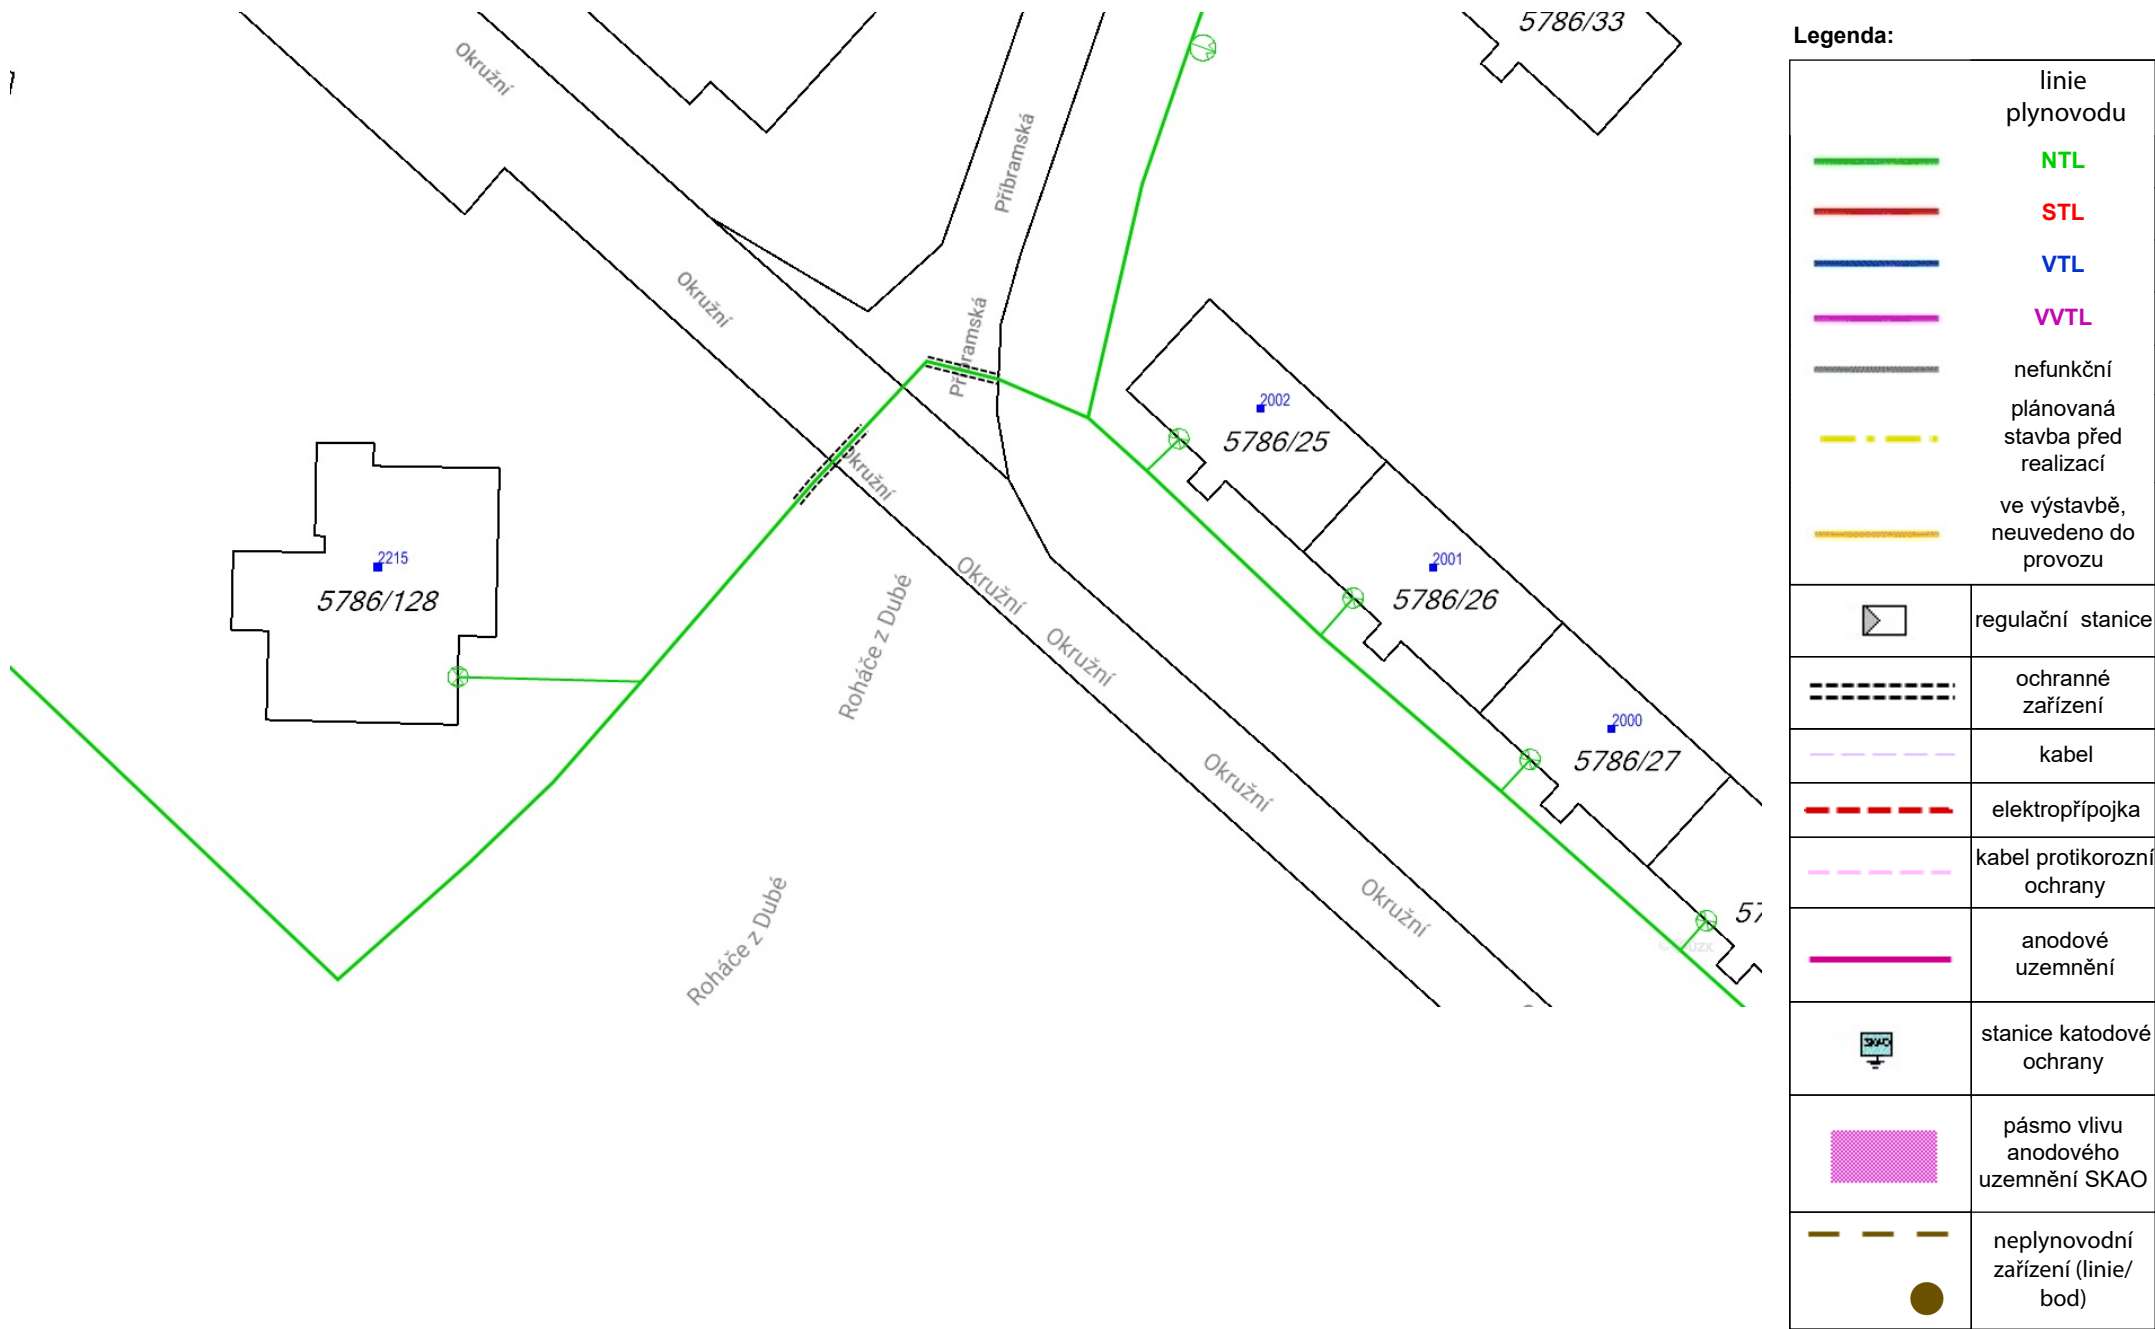 5786/33
Okružní
Příbramská
Okružní
Příbramská
2002
5786/25
Okružní
2215
5786/128
2001
5786/26
Okružní
Roháče z Dubé
Okružní
2000
5786/27
Okružní
Okružní
Roháče z Dubé
57
Legenda:
linie
plynovodu
NTL
STL
VTL
VVTL
nefunkční
plánovaná
stavba před
realizací
ve výstavbě,
neuvedeno do
provozu
regulační stanice
ochranné
zařízení
kabel
elektropřípojka
kabel protikorozní
ochrany
anodové
uzemnění
SKAO
stanice katodové
ochrany
pásmo vlivu
anodového
uzemnění SKAO
neplynovodní
zařízení (linie/
bod)